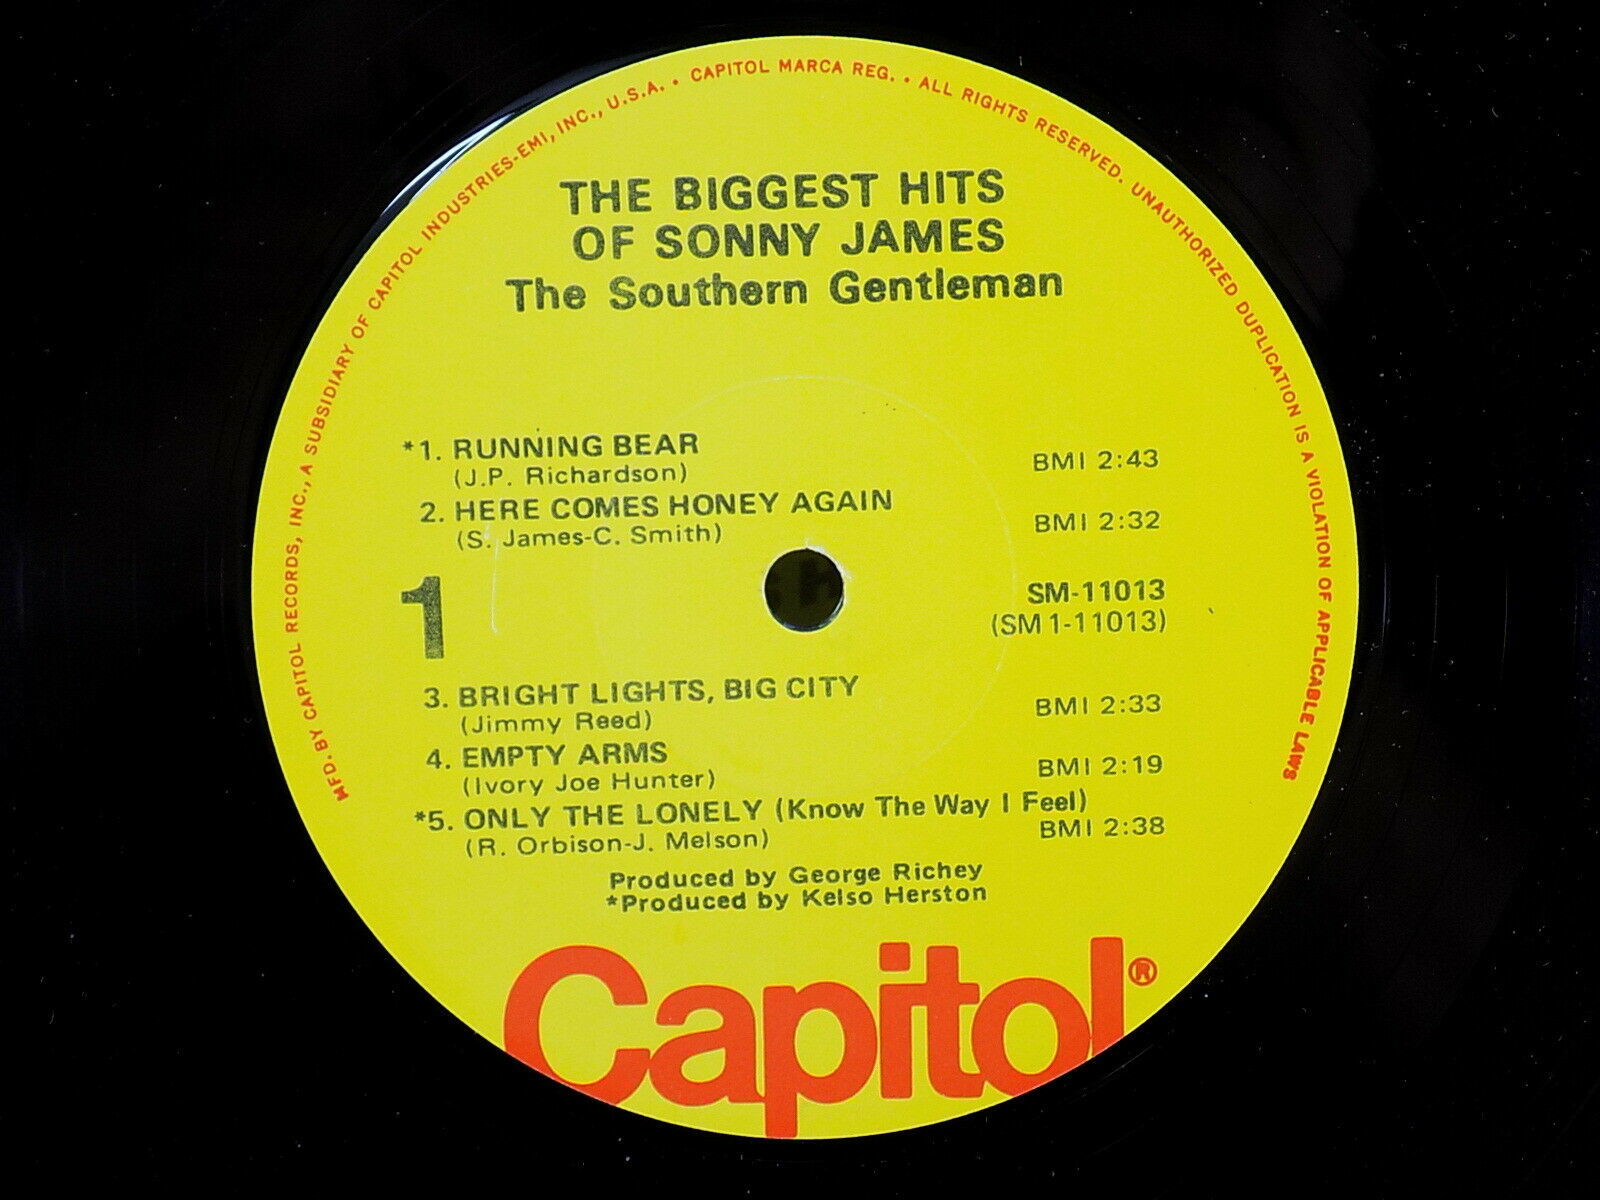 MFD. BY CAPITOL RECORDS, INC., A SUBSIDIARY OF CAPITOL INDUSTRIES-EMI, INC., U.S.A. • CAPITOL MARCA REG. • ALL RIGHTS RESERVED. UNAUTHORIZED DUPLICATION IS A VIOLATION OF APPLICABLE LAWS
THE BIGGEST HITS
OF SONNY JAMES
The Southern Gentleman
*1. RUNNING BEAR
(J.P. Richardson) BMI 2:43
2. HERE COMES HONEY AGAIN
(S. James-C. Smith) BMI 2:32
1 SM-11013
(SM1-11013)
3. BRIGHT LIGHTS, BIG CITY
(Jimmy Reed) BMI 2:33
4. EMPTY ARMS
(Ivory Joe Hunter) BMI 2:19
*5. ONLY THE LONELY (Know The Way I Feel)
(R. Orbison-J. Melson) BMI 2:38
Produced by George Richey
*Produced by Kelso Herston
Capitol®